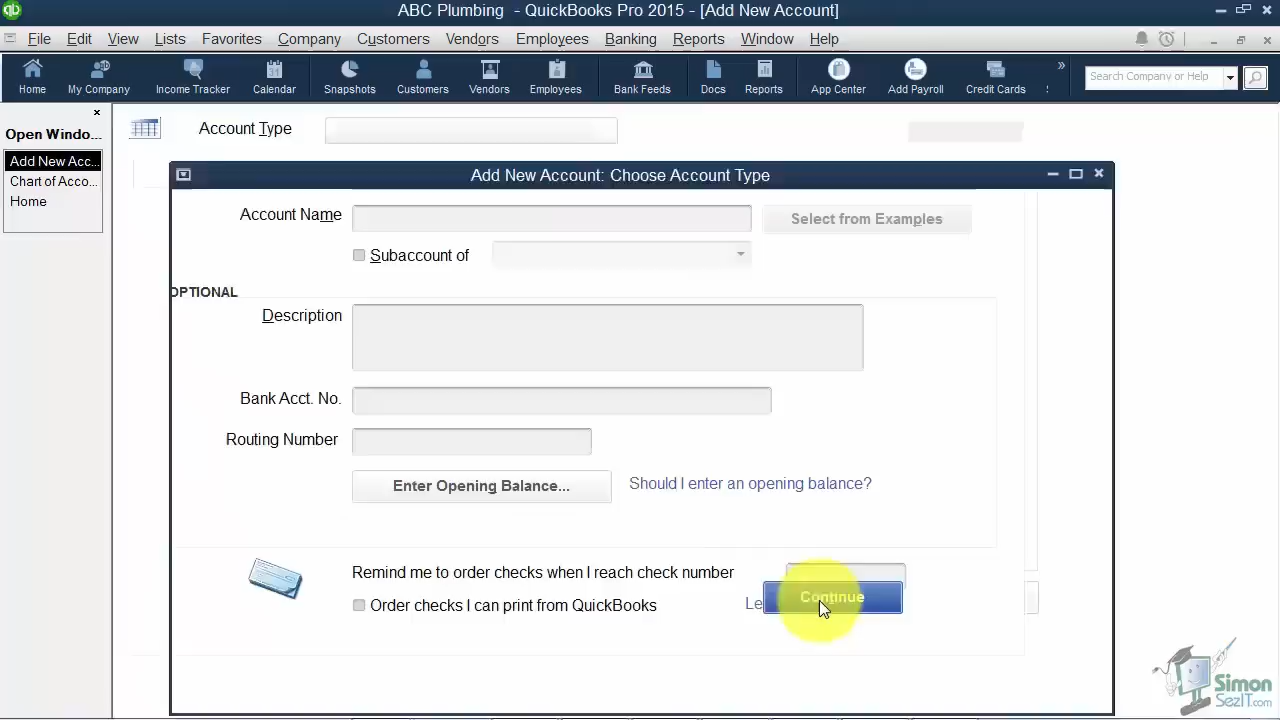 ABC Plumbing - QuickBooks Pro 2015 - [Add New Account]
File Edit View Lists Favorites Company Customers Vendors Employees Banking Reports Window Help
Home My Company Income Tracker Calendar Snapshots Customers Vendors Employees Bank Feeds Docs Reports App Center Add Payroll Credit Cards
Search Company or Help
Open Windo...
Add New Acc...
Chart of Acco...
Home
Account Type
Add New Account: Choose Account Type
Account Name
Select from Examples
Subaccount of
OPTIONAL
Description
Bank Acct. No.
Routing Number
Enter Opening Balance... Should I enter an opening balance?
Remind me to order checks when I reach check number
Continue
Order checks I can print from QuickBooks Le
Simon
SezIT.com